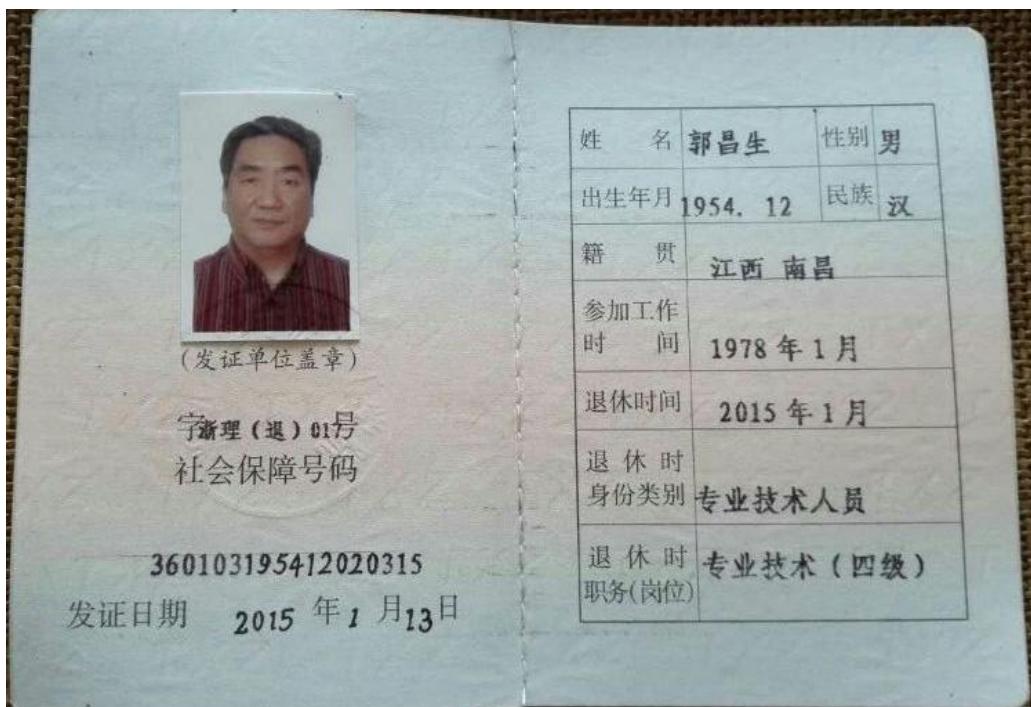 (发证单位盖章)
字浙理(退)017号
社会保障号码
360103195412020315
发证日期 2015 年 1 月 13 日
姓 名 郭昌生 性别 男
出生年月 1954. 12 民族 汉
籍 贯 江西 南昌
参加工作
时 间 1978 年 1 月
退休时间 2015 年 1 月
退 休 时
身份类别 专业技术人员
退 休 时
职务(岗位) 专业技术(四级)